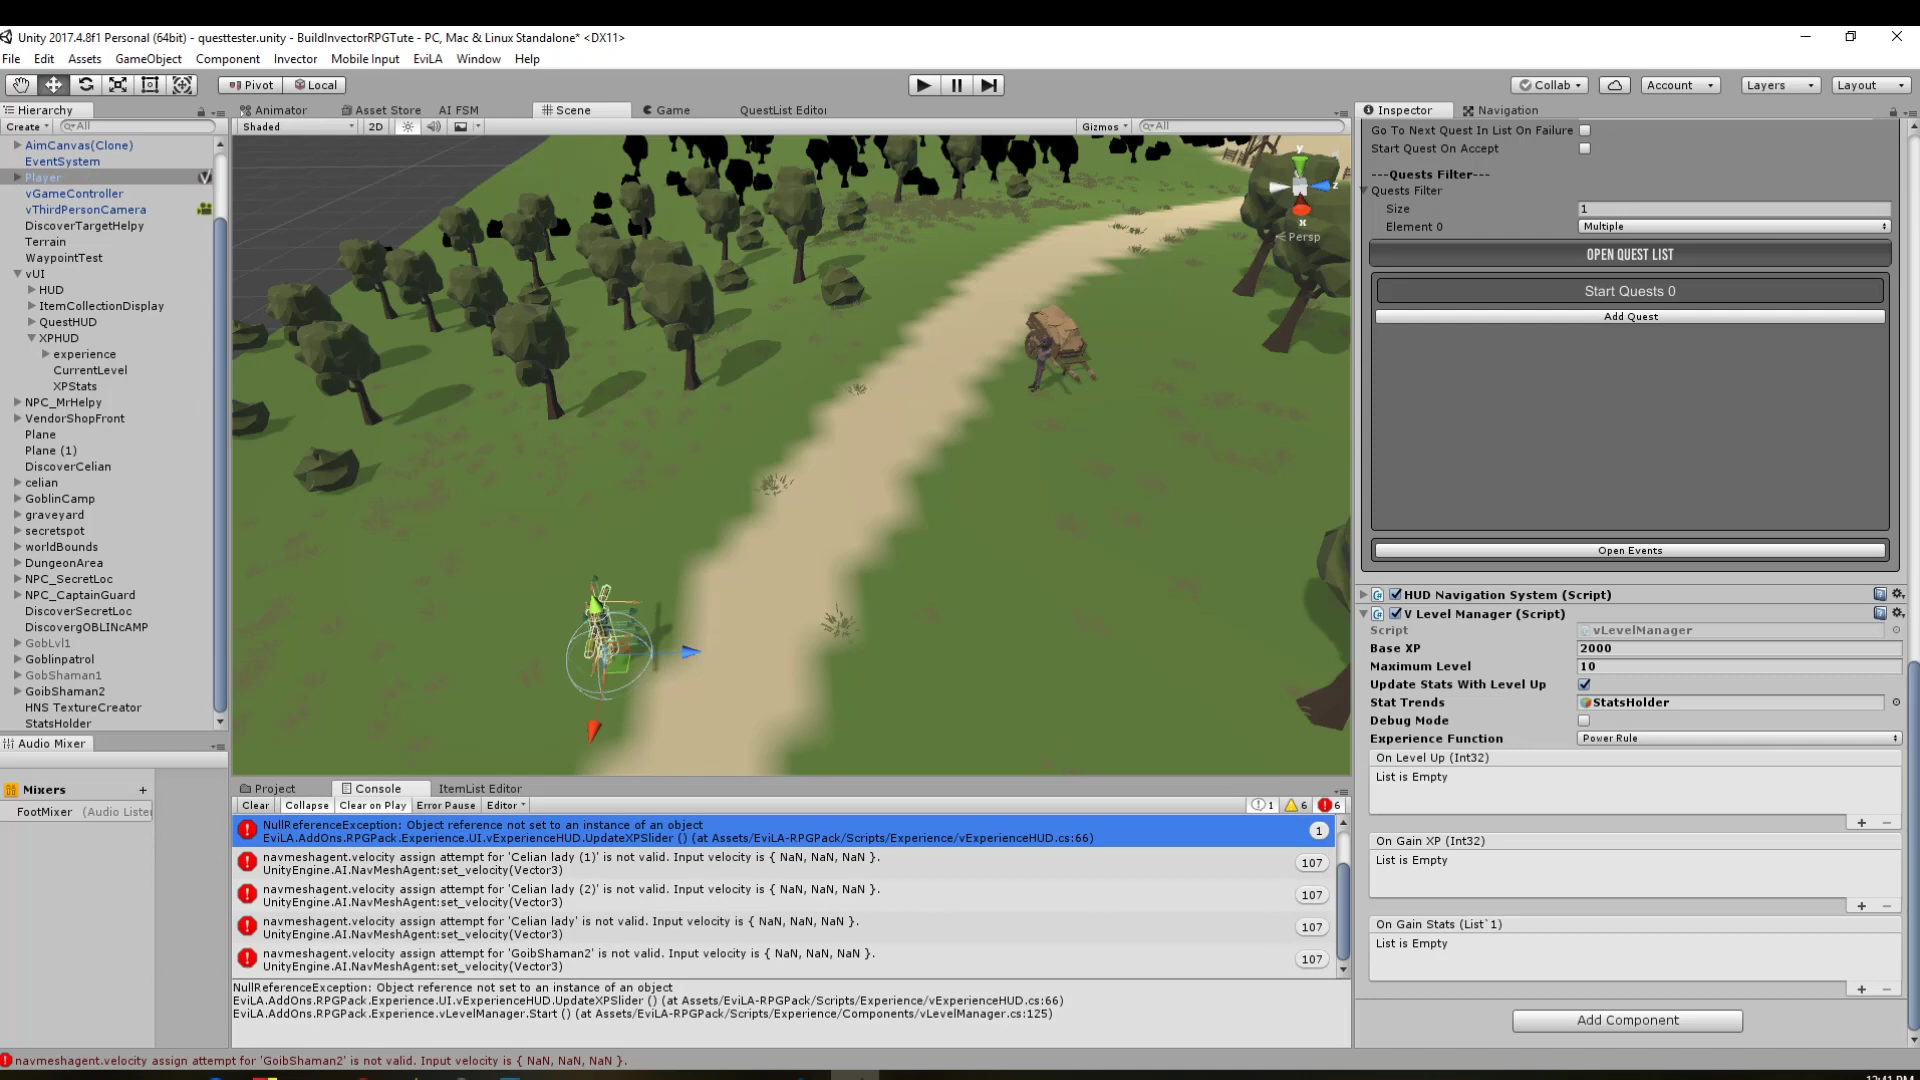 Unity 2017.4.8f1 Personal (64bit) - questtester.unity - BuildInvectorRPGTute - PC, Mac & Linux Standalone* <DX11>
File Edit Assets GameObject Component Invector Mobile Input EviLA Window Help
Pivot Local Collab Account Layers Layout
Hierarchy
Create All
AimCanvas(Clone)
EventSystem
Player
vGameController
vThirdPersonCamera
DiscoverTargetHelpy
Terrain
WaypointTest
vUI
HUD
ItemCollectionDisplay
QuestHUD
XPHUD
experience
CurrentLevel
XPStats
NPC_MrHelpy
VendorShopFront
Plane
Plane (1)
DiscoverCelian
celian
GoblinCamp
graveyard
secretspot
worldBounds
DungeonArea
NPC_SecretLoc
NPC_CaptainGuard
DiscoverSecretLoc
DiscovergOBLINcAMP
GobLvl1
Goblinpatrol
GobShaman1
GoibShaman2
HNS TextureCreator
StatsHolder
Audio Mixer
Mixers +
FootMixer (Audio Liste
Animator Asset Store AI FSM Scene Game QuestList Editor
Shaded 2D Gizmos All
y
z
x
Persp
Project Console ItemList Editor
Clear Collapse Clear on Play Error Pause Editor 1 6 6
NullReferenceException: Object reference not set to an instance of an object
EviLA.AddOns.RPGPack.Experience.UI.vExperienceHUD.UpdateXPSlider () (at Assets/EviLA-RPGPack/Scripts/Experience/vExperienceHUD.cs:66)
1
navmeshagent.velocity assign attempt for 'Celian lady (1)' is not valid. Input velocity is { NaN, NaN, NaN }.
UnityEngine.AI.NavMeshAgent:set_velocity(Vector3)
107
navmeshagent.velocity assign attempt for 'Celian lady (2)' is not valid. Input velocity is { NaN, NaN, NaN }.
UnityEngine.AI.NavMeshAgent:set_velocity(Vector3)
107
navmeshagent.velocity assign attempt for 'Celian lady' is not valid. Input velocity is { NaN, NaN, NaN }.
UnityEngine.AI.NavMeshAgent:set_velocity(Vector3)
107
navmeshagent.velocity assign attempt for 'GoibShaman2' is not valid. Input velocity is { NaN, NaN, NaN }.
UnityEngine.AI.NavMeshAgent:set_velocity(Vector3)
107
NullReferenceException: Object reference not set to an instance of an object
EviLA.AddOns.RPGPack.Experience.UI.vExperienceHUD.UpdateXPSlider () (at Assets/EviLA-RPGPack/Scripts/Experience/vExperienceHUD.cs:66)
EviLA.AddOns.RPGPack.Experience.vLevelManager.Start () (at Assets/EviLA-RPGPack/Scripts/Experience/Components/vLevelManager.cs:125)
Inspector Navigation
Go To Next Quest In List On Failure
Start Quest On Accept
---Quests Filter---
Quests Filter
Size 1
Element 0 Multiple
OPEN QUEST LIST
Start Quests 0
Add Quest
Open Events
HUD Navigation System (Script)
V Level Manager (Script)
Script vLevelManager
Base XP 2000
Maximum Level 10
Update Stats With Level Up
Stat Trends StatsHolder
Debug Mode
Experience Function Power Rule
On Level Up (Int32)
List is Empty
+ −
On Gain XP (Int32)
List is Empty
+ −
On Gain Stats (List`1)
List is Empty
+ −
Add Component
navmeshagent.velocity assign attempt for 'GoibShaman2' is not valid. Input velocity is { NaN, NaN, NaN }.